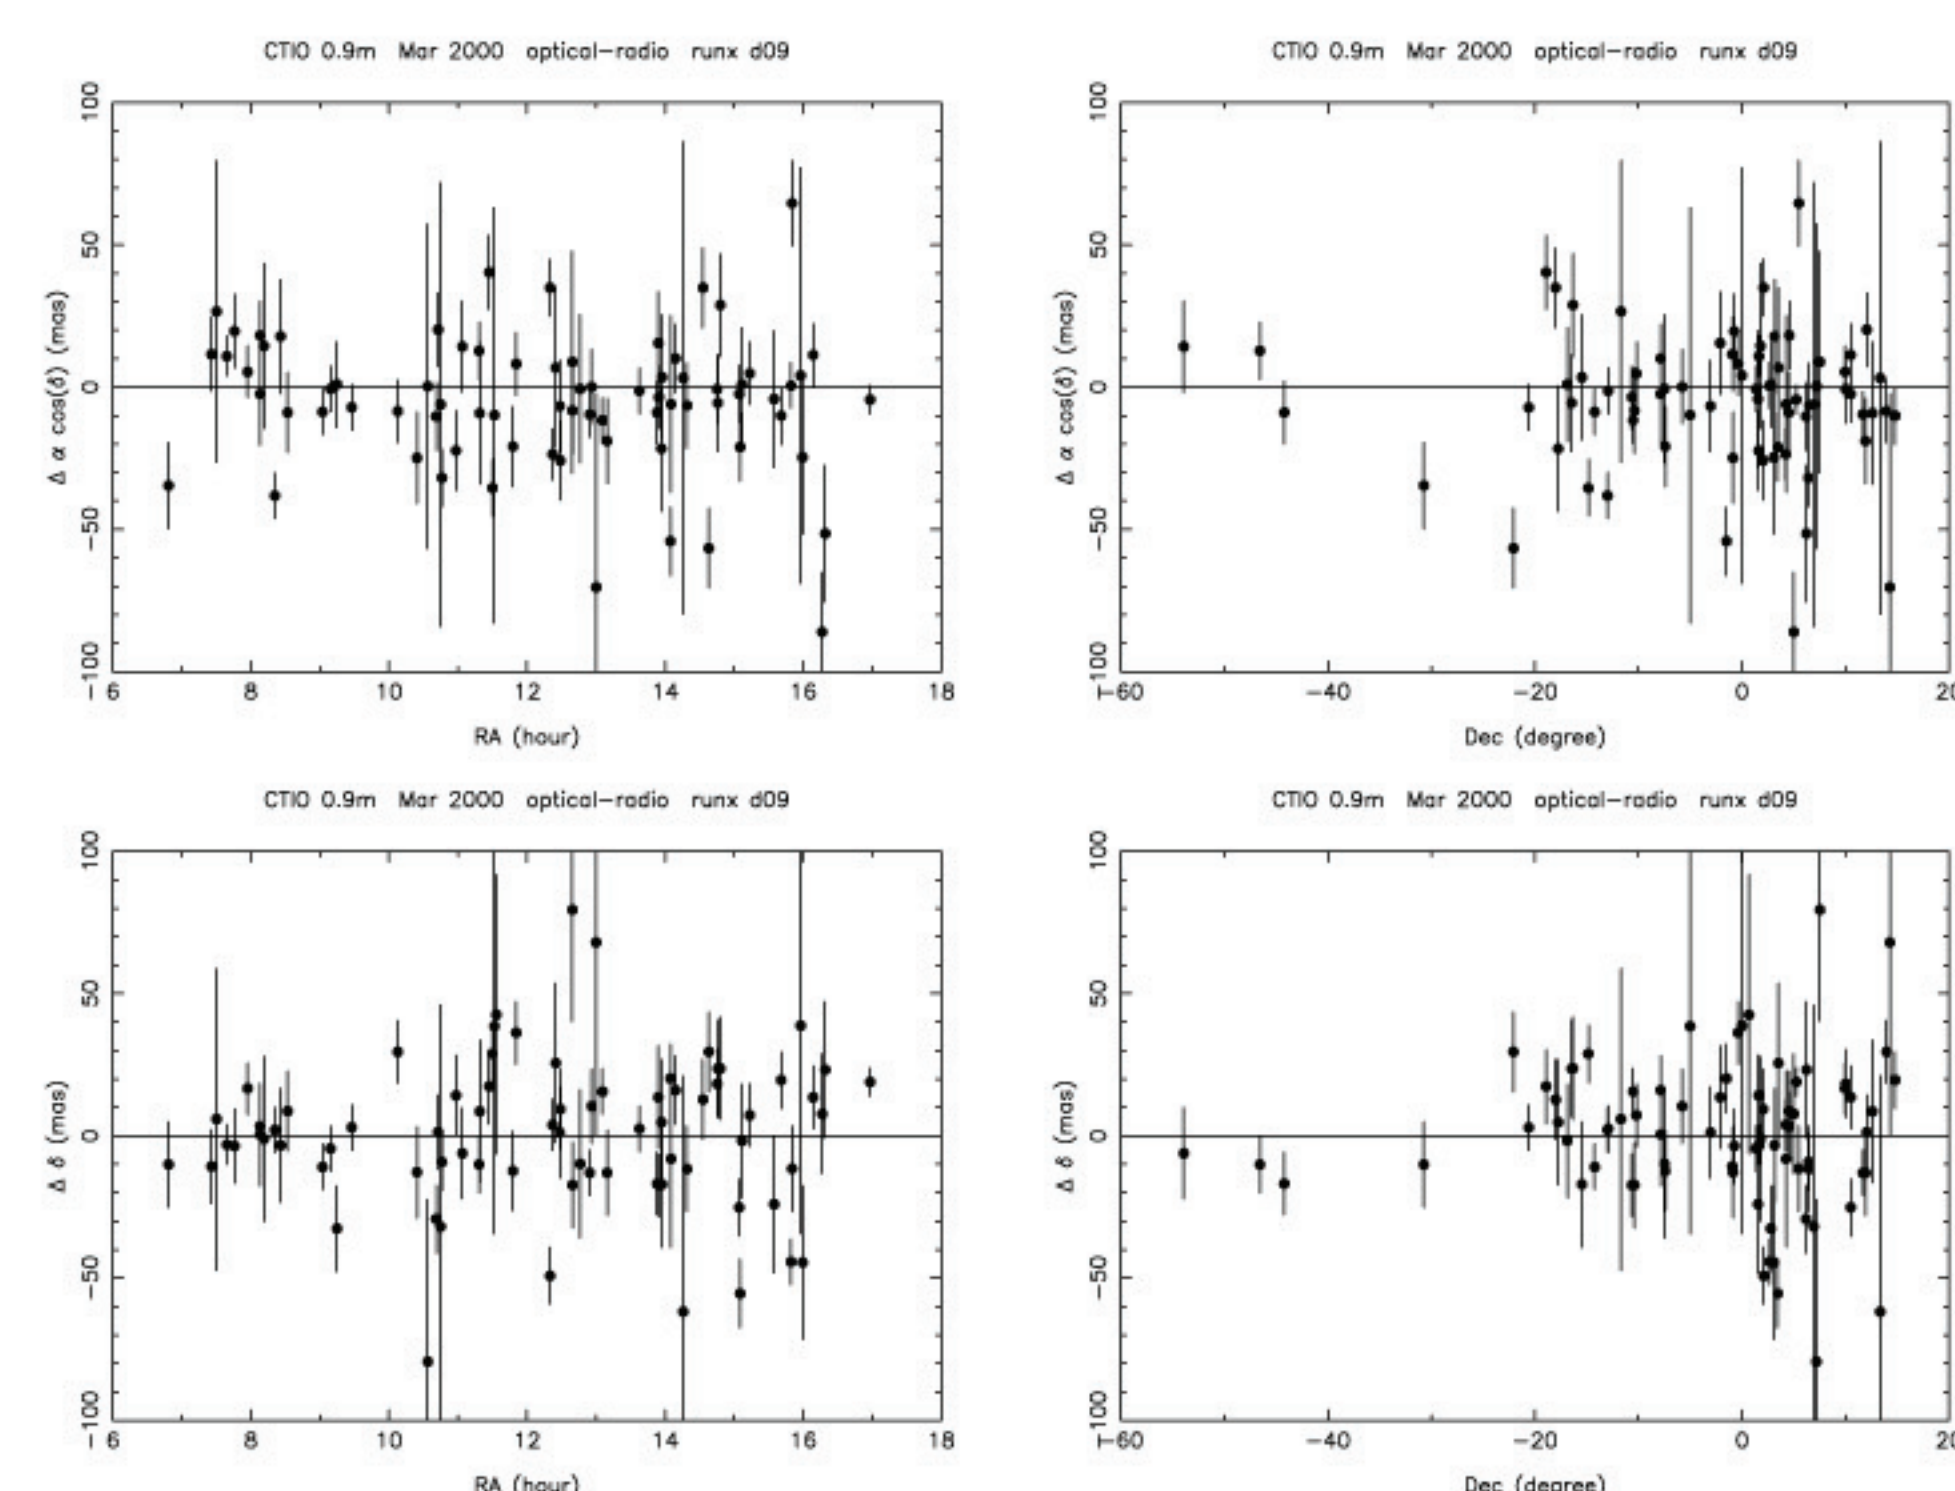 CTIO 0.9m Mar 2000 optical-radio runx d09
100
50
0
-50
-100
Δ α cos(δ) (mas)
6 8 10 12 14 16 18
RA (hour)
CTIO 0.9m Mar 2000 optical-radio runx d09
100
50
0
-50
-100
Δ α cos(δ) (mas)
-60 -40 -20 0 20
Dec (degree)
CTIO 0.9m Mar 2000 optical-radio runx d09
100
50
0
-50
-100
Δ δ (mas)
6 8 10 12 14 16 18
RA (hour)
CTIO 0.9m Mar 2000 optical-radio runx d09
100
50
0
-50
-100
Δ δ (mas)
-60 -40 -20 0 20
Dec (degree)